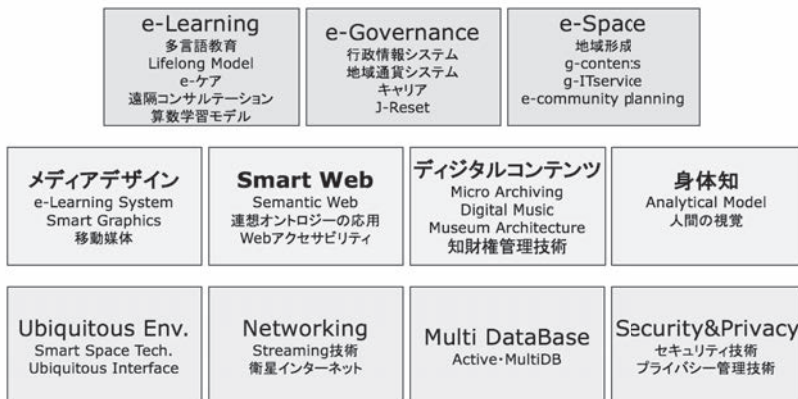 e-Learning
多言語教育
Lifelong Model
e-ケア
遠隔コンサルテーション
算数学習モデル
e-Governance
行政情報システム
地域通貨システム
キャリア
J-Reset
e-Space
地域形成
g-contents
g-ITservice
e-community planning
メディアデザイン
e-Learning System
Smart Graphics
移動媒体
Smart Web
Semantic Web
連想オントロジーの応用
Webアクセサビリティ
ディジタルコンテンツ
Micro Archiving
Digital Music
Museum Architecture
知財権管理技術
身体知
Analytical Model
人間の視覚
Ubiquitous Env.
Smart Space Tech.
Ubiquitous Interface
Networking
Streaming技術
衛星インターネット
Multi DataBase
Active・MultiDB
Security&Privacy
セキュリティ技術
プライバシー管理技術